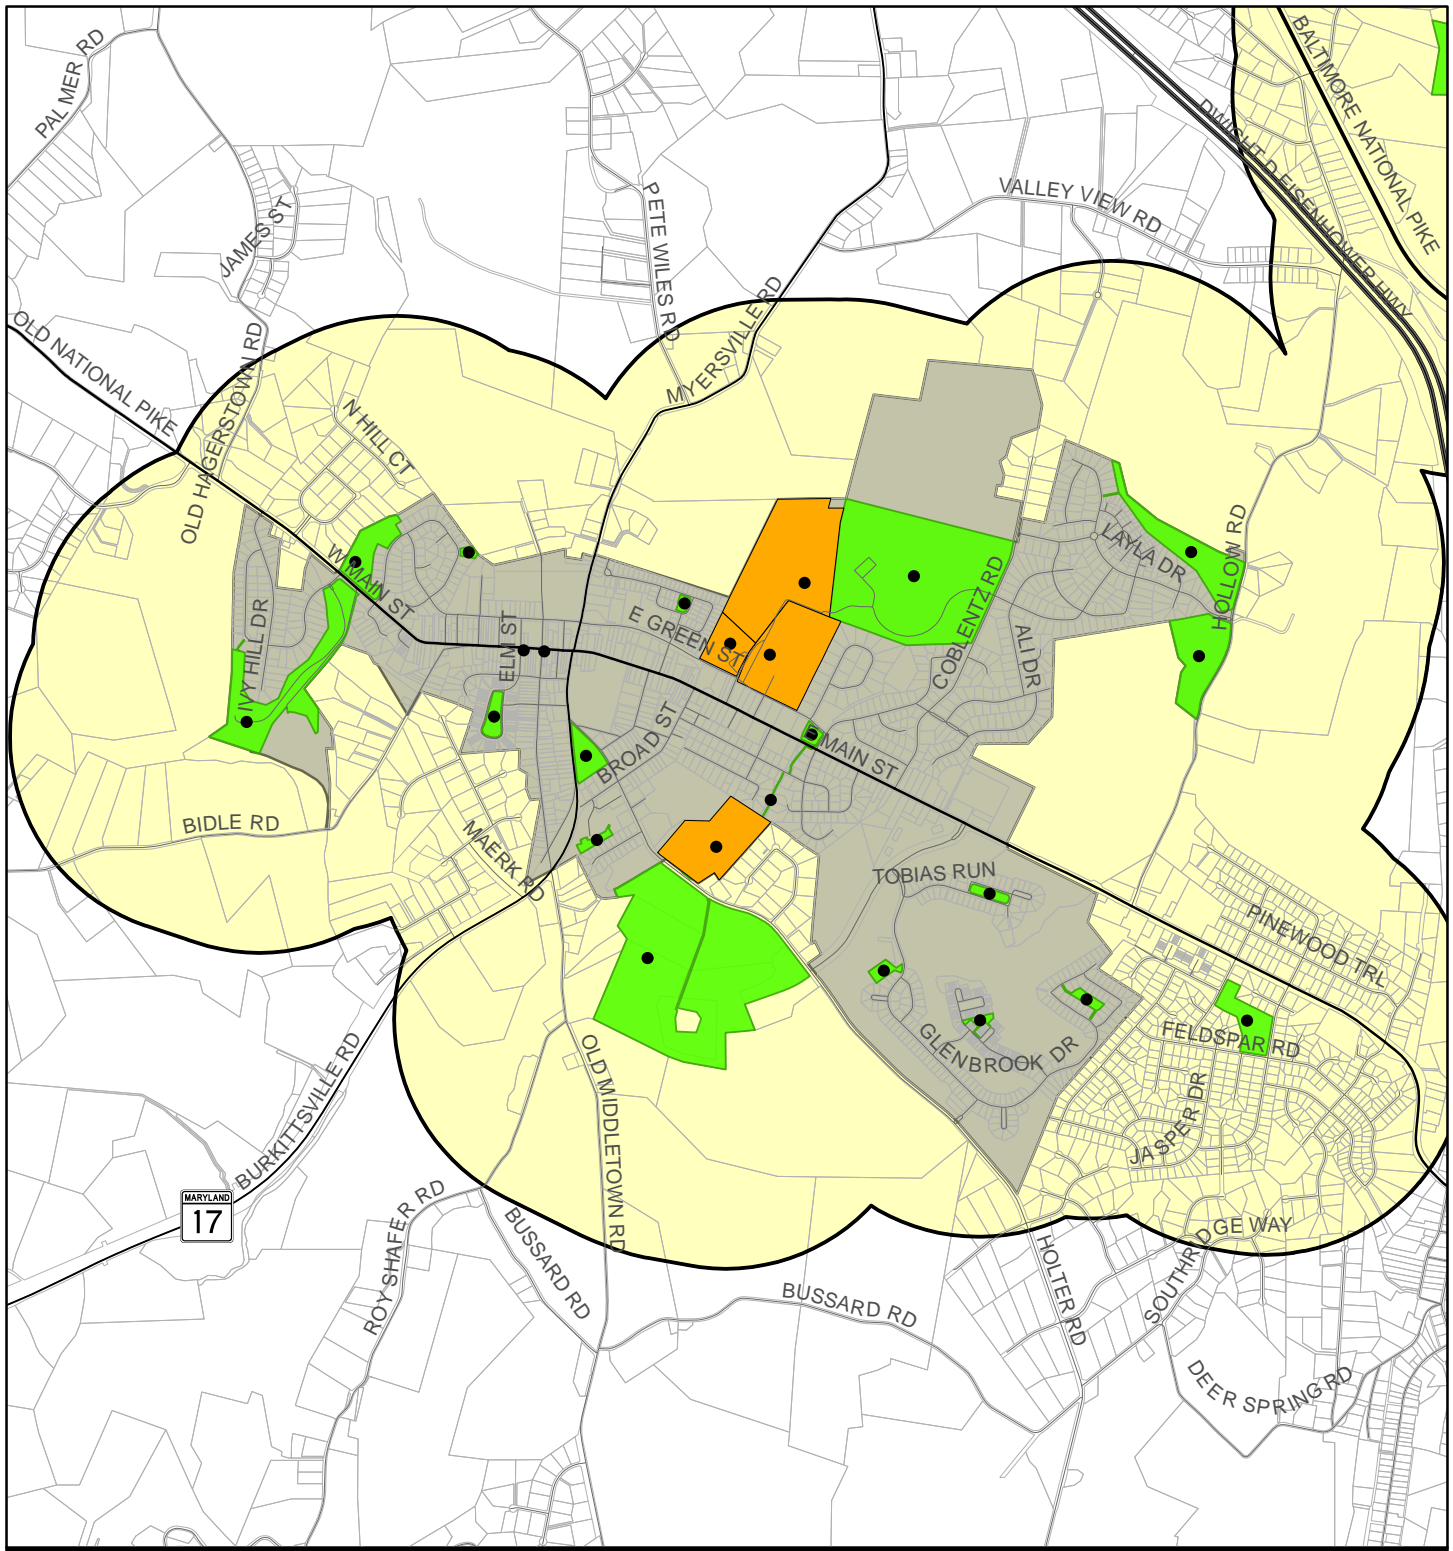 PALMER RD
BALTIMORE NATIONAL PIKE
DWIGHT D EISENHOWER HWY
VALLEY VIEW RD
PETE WILES RD
JAMES ST
MYERSVILLE RD
OLD NATIONAL PIKE
OLD HAGERSTOWN RD
N HILL CT
W MAIN ST
LAYLA DR
HOLLOW RD
COBLENTZ RD
ALI DR
E GREEN ST
ELM ST
IVY HILL DR
BROAD ST
MAIN ST
BIDLE RD
MAERK RD
TOBIAS RUN
PINEWOOD TRL
GLENBROOK DR
FELDSPAR RD
JASPER DR
OLD MIDDLETOWN RD
BURKITTSVILLE RD
MARYLAND
17
ROY SHAFER RD
BUSSARD RD
BUSSARD RD
HOLTER RD
SOUTHRIDGE WAY
DEER SPRING RD